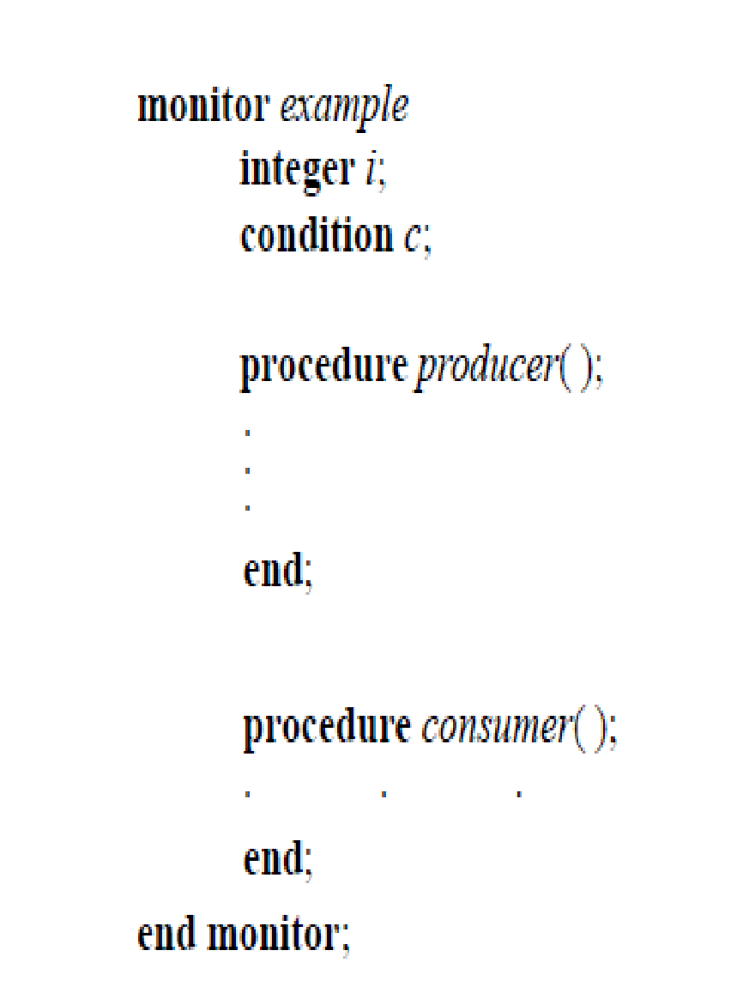 monitor example
integer i;
condition c;
procedure producer( );
.
.
.
end;
procedure consumer( );
. . .
end;
end monitor;